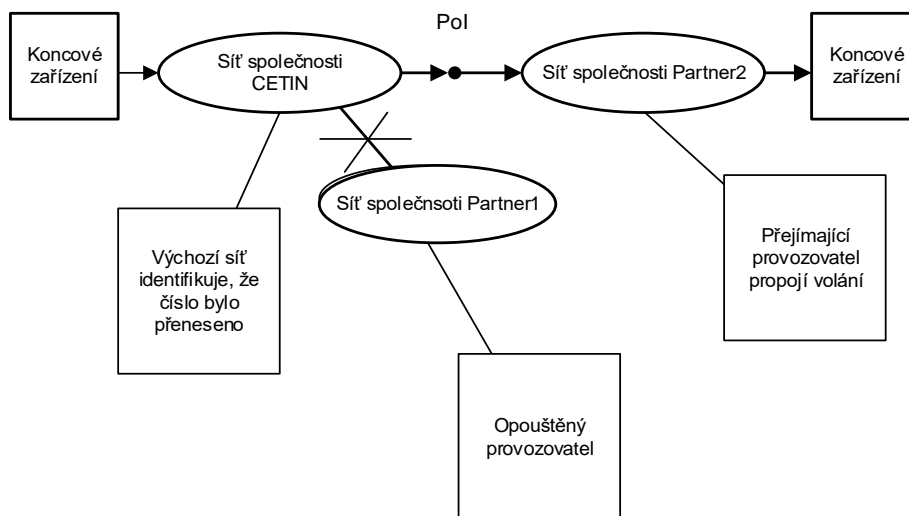 PoI
Koncové
zařízení
Síť společnosti
CETIN
Síť společnosti Partner2
Koncové
zařízení
Síť společnsoti Partner1
Výchozí síť
identifikuje, že
číslo bylo
přeneseno
Přejímající
provozovatel
propojí volání
Opouštěný
provozovatel